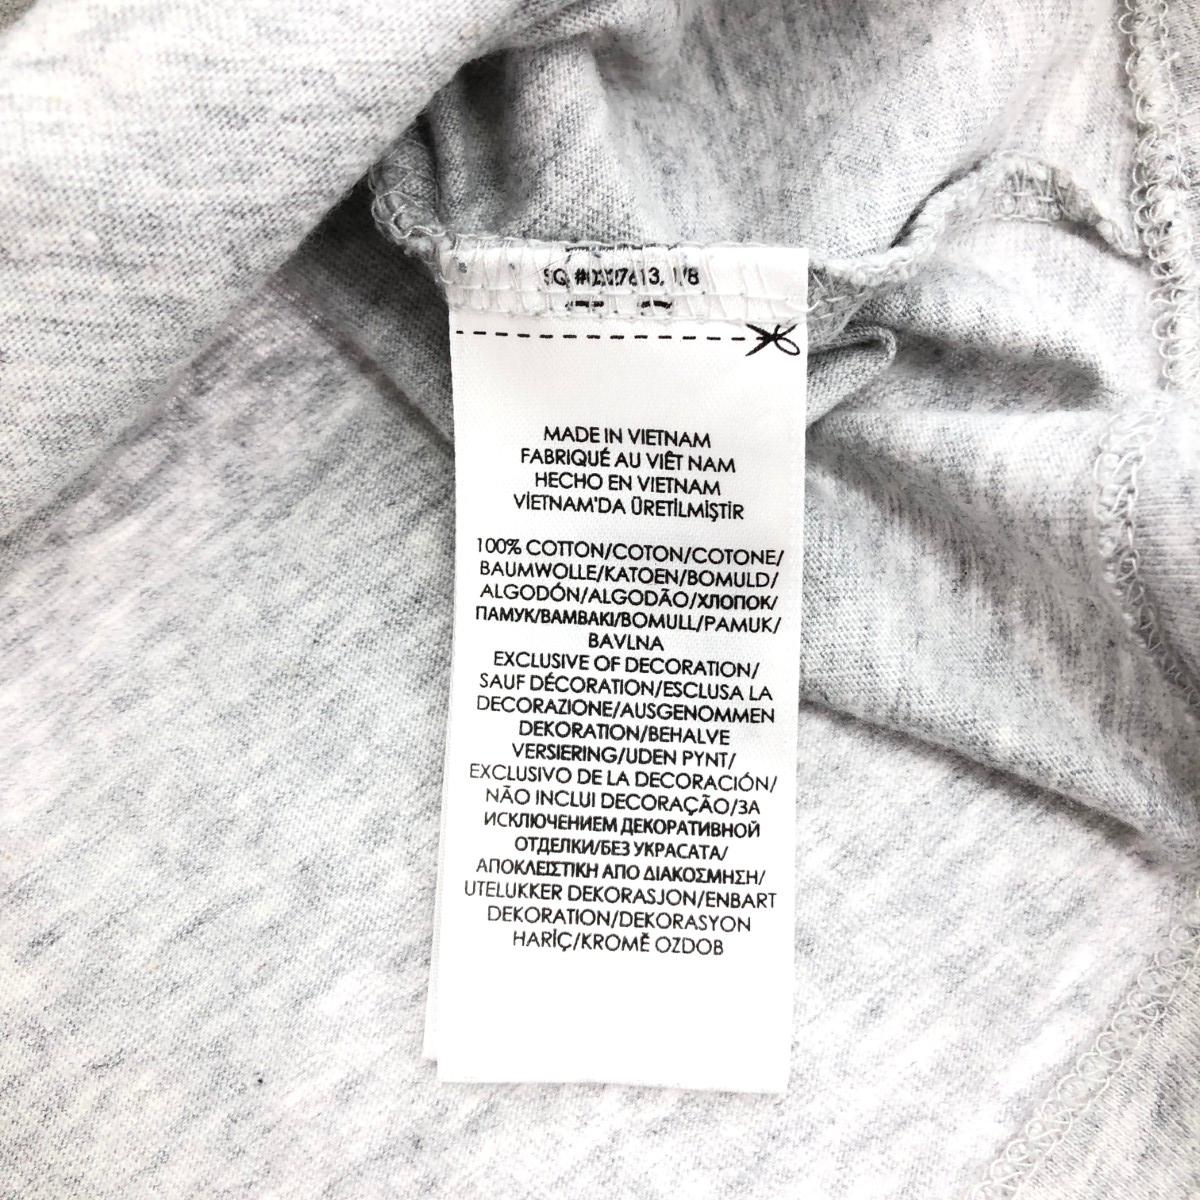 MADE IN VIETNAM
FABRIQUÉ AU VIÊT NAM
HECHO EN VIETNAM
VİETNAM'DA ÜRETİLMİŞTİR
100% COTTON/COTON/COTONE/
BAUMWOLLE/KATOEN/BOMULD/
ALGODÓN/ALGODÃO/ХЛОПОК/
ПАМУК/ΒΑΜΒΑΚΙ/BOMULL/PAMUK/
BAVLNA
EXCLUSIVE OF DECORATION/
SAUF DÉCORATION/ESCLUSA LA
DECORAZIONE/AUSGENOMMEN
DEKORATION/BEHALVE
VERSIERING/UDEN PYNT/
EXCLUSIVO DE LA DECORACIÓN/
NÃO INCLUI DECORAÇÃO/ЗА
ИСКЛЮЧЕНИЕМ ДЕКОРАТИВНОЙ
ОТДЕЛКИ/БЕЗ УКРАСАТА/
ΑΠΟΚΛΕΙΣΤΙΚΗ ΑΠΟ ΔΙΑΚΟΣΜΗΣΗ/
UTELUKKER DEKORASJON/ENBART
DEKORATION/DEKORASYON
HARİÇ/KROMĚ OZDOB